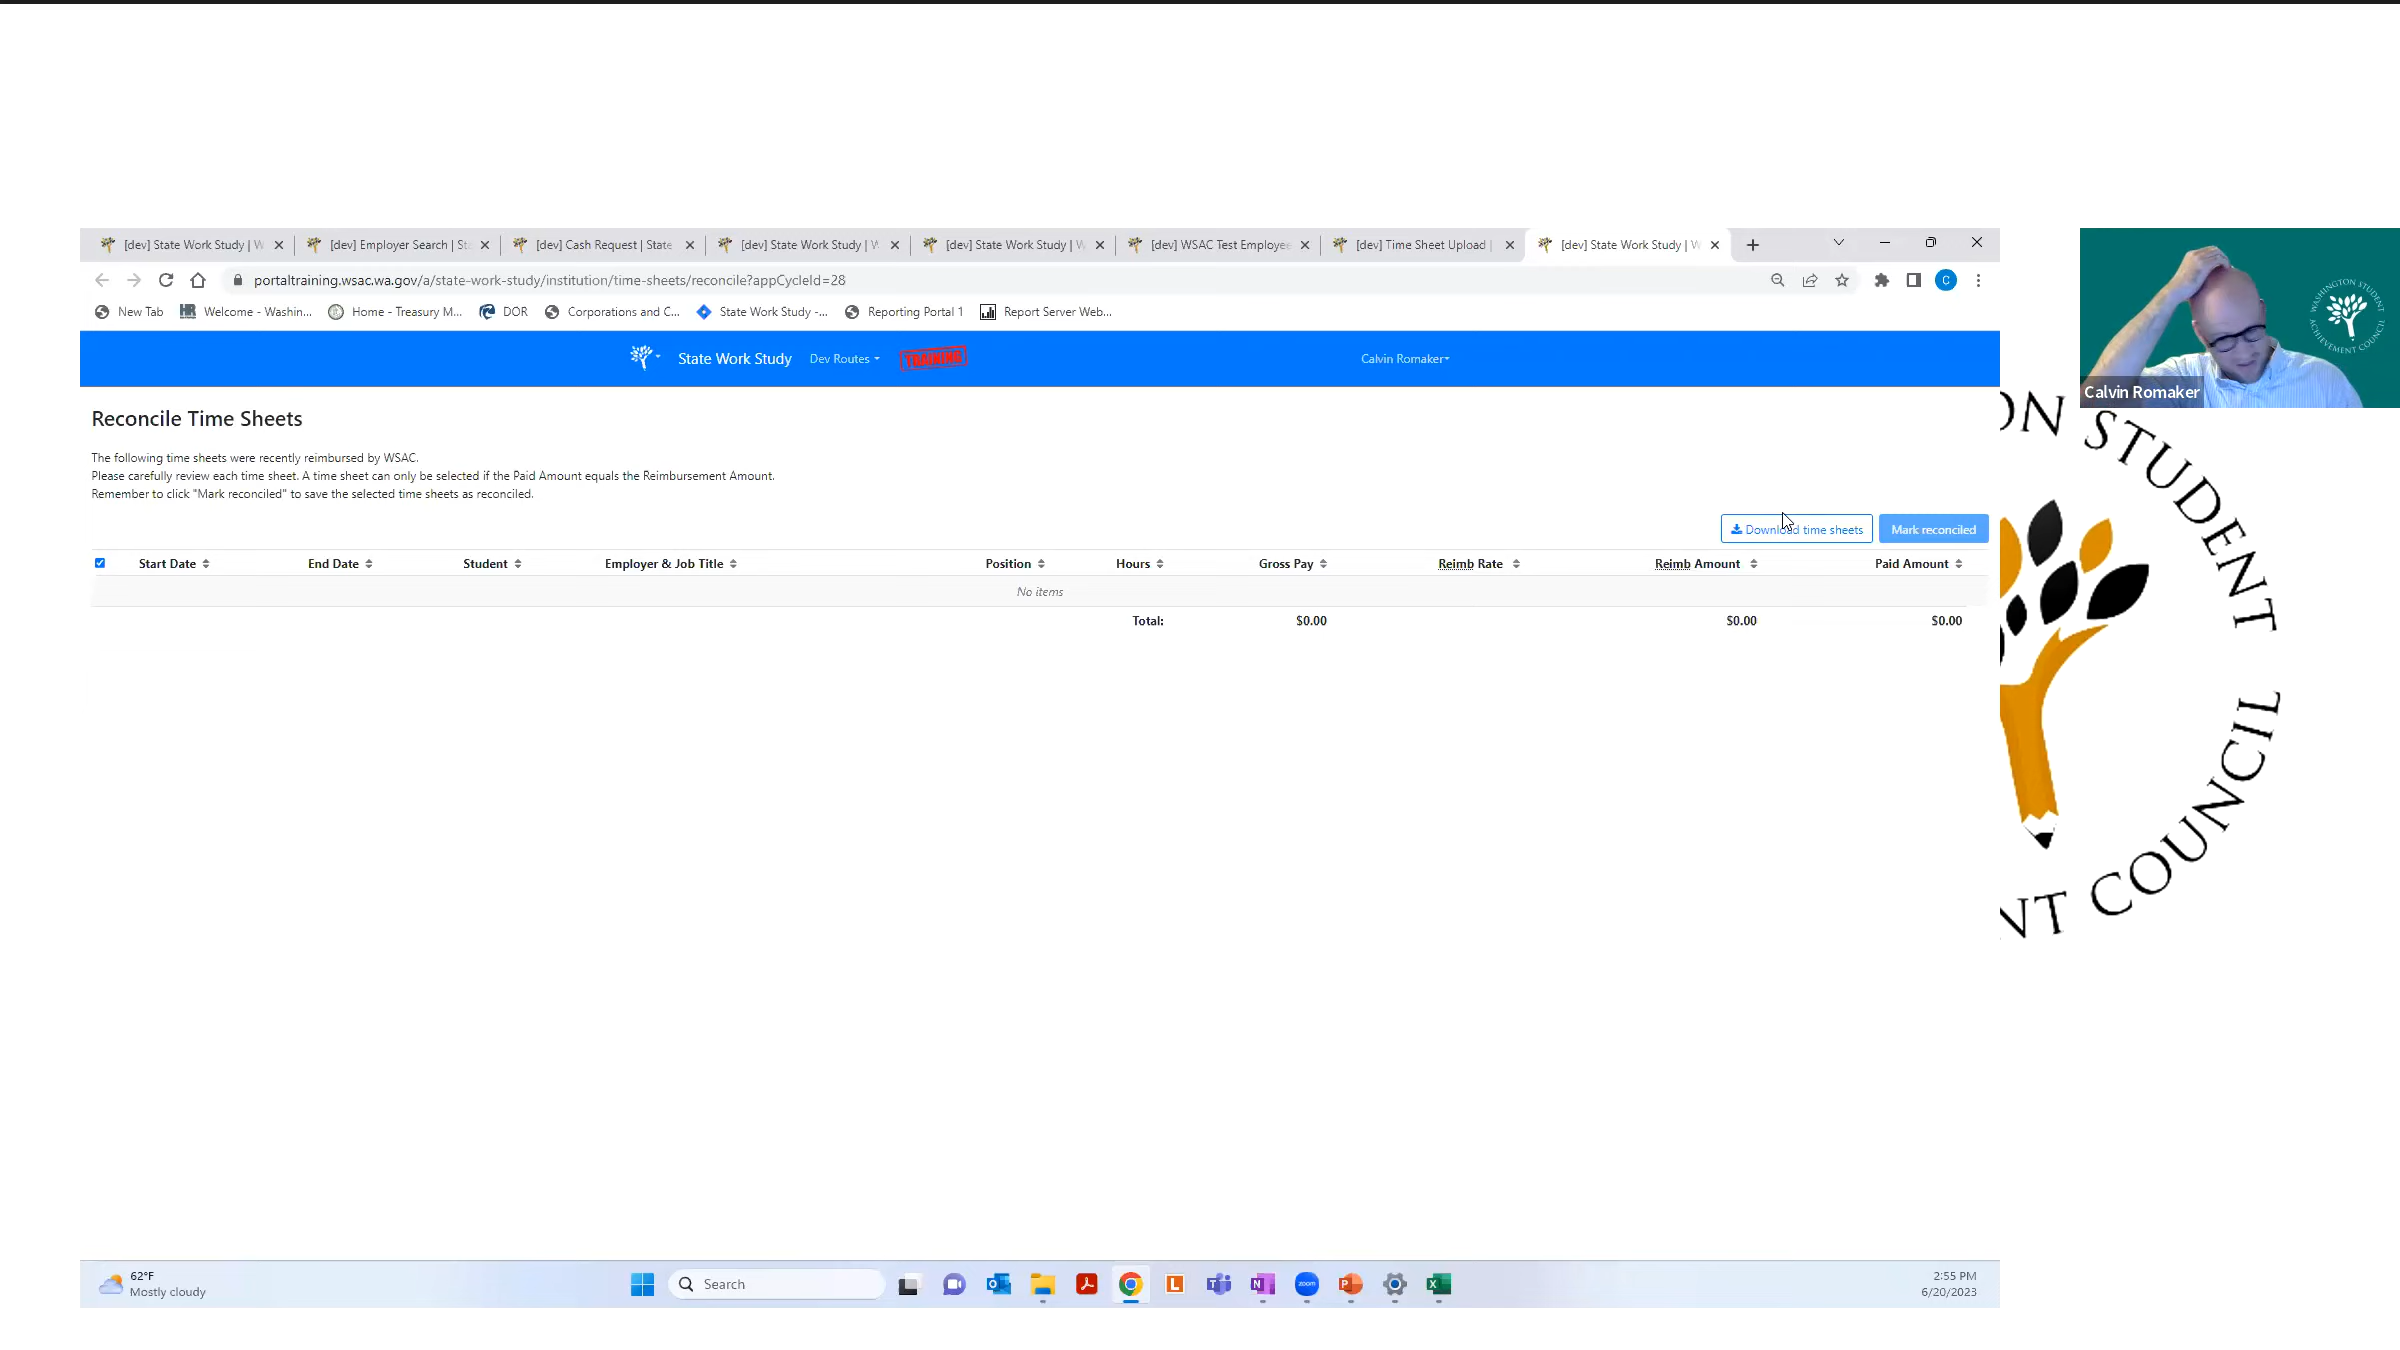 [dev] State Work Study | W
[dev] Employer Search | Sta
[dev] Cash Request | State
[dev] State Work Study | W
[dev] State Work Study | W
[dev] WSAC Test Employee
[dev] Time Sheet Upload |
[dev] State Work Study | W
portaltraining.wsac.wa.gov/a/state-work-study/institution/time-sheets/reconcile?appCycleId=28
C
New Tab
Welcome - Washin...
Home - Treasury M...
DOR
Corporations and C...
State Work Study -...
Reporting Portal 1
Report Server Web...
State Work Study
Dev Routes
TRAINING
Calvin Romaker
WASHINGTON STUDENT
ACHIEVEMENT COUNCIL
Calvin Romaker
Reconcile Time Sheets
The following time sheets were recently reimbursed by WSAC.
Please carefully review each time sheet. A time sheet can only be selected if the Paid Amount equals the Reimbursement Amount.
Remember to click "Mark reconciled" to save the selected time sheets as reconciled.
Download time sheets
Mark reconciled
Start Date End Date Student Employer & Job Title Position Hours Gross Pay Reimb Rate Reimb Amount Paid Amount
No items
Total: $0.00 $0.00 $0.00
ON STUDENT
NT COUNCIL
62°F
Mostly cloudy
Search
zoom
2:55 PM
6/20/2023